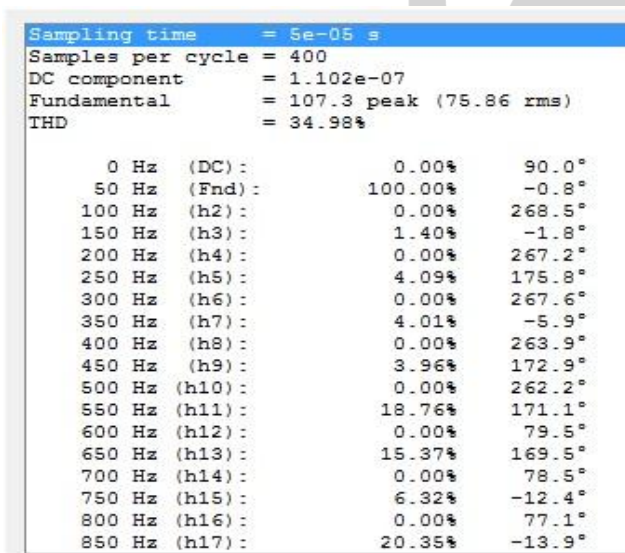 Sampling time = 5e-05 s
Samples per cycle = 400
DC component = 1.102e-07
Fundamental = 107.3 peak (75.86 rms)
THD = 34.98%
0 Hz (DC): 0.00% 90.0°
50 Hz (Fnd): 100.00% -0.8°
100 Hz (h2): 0.00% 268.5°
150 Hz (h3): 1.40% -1.8°
200 Hz (h4): 0.00% 267.2°
250 Hz (h5): 4.09% 175.8°
300 Hz (h6): 0.00% 267.6°
350 Hz (h7): 4.01% -5.9°
400 Hz (h8): 0.00% 263.9°
450 Hz (h9): 3.96% 172.9°
500 Hz (h10): 0.00% 262.2°
550 Hz (h11): 18.76% 171.1°
600 Hz (h12): 0.00% 79.5°
650 Hz (h13): 15.37% 169.5°
700 Hz (h14): 0.00% 78.5°
750 Hz (h15): 6.32% -12.4°
800 Hz (h16): 0.00% 77.1°
850 Hz (h17): 20.35% -13.9°